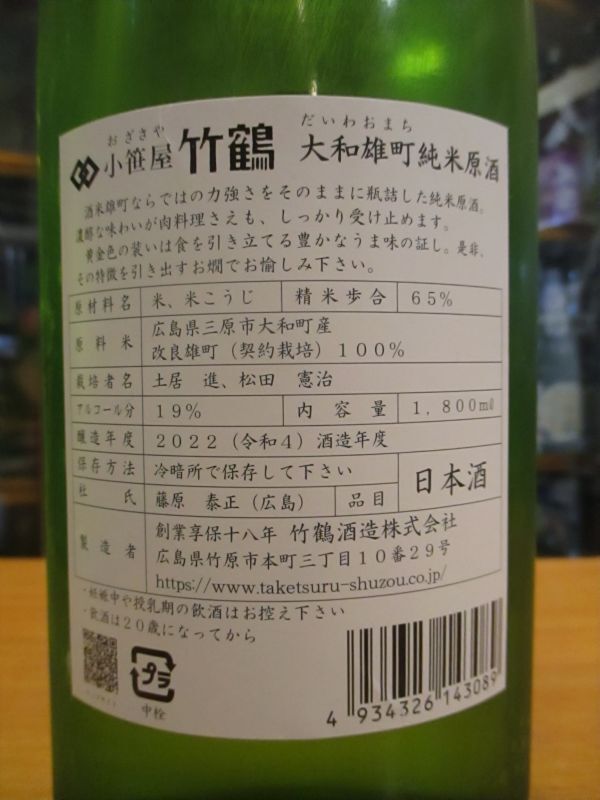 おざさや
小笹屋 竹鶴
だいわおまち
大和雄町純米原酒
酒米雄町ならではの力強さをそのままに瓶詰した純米原酒。
濃醇な味わいが肉料理さえも、しっかり受け止めます。
黄金色の装いは食を引き立てる豊かなうま味の証し。是非、
その特徴を引き出すお燗でお愉しみ下さい。
原材料名 米、米こうじ 精米歩合 65%
原料米 広島県三原市大和町産
改良雄町（契約栽培）100%
栽培者名 土居 進、松田 憲治
アルコール分 19% 内容量 1,800ml
醸造年度 2022（令和4）酒造年度
保存方法 冷暗所で保存して下さい
杜氏 藤原 泰正（広島） 品目 日本酒
製造者 創業享保十八年 竹鶴酒造株式会社
広島県竹原市本町三丁目10番29号
https://www.taketsuru-shuzou.co.jp/
・妊娠中や授乳期の飲酒はお控え下さい
・飲酒は20歳になってから
プラ
中栓
4 934326 143089